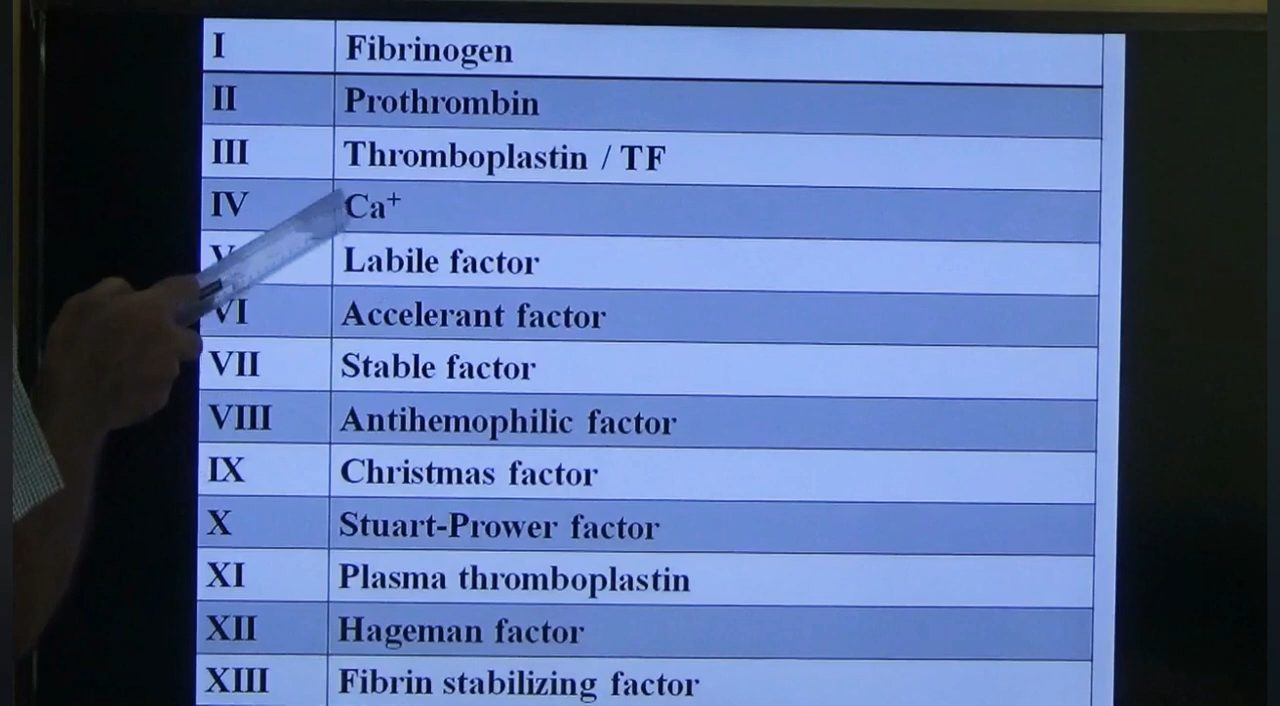 I Fibrinogen
II Prothrombin
III Thromboplastin / TF
IV Ca⁺
V Labile factor
VI Accelerant factor
VII Stable factor
VIII Antihemophilic factor
IX Christmas factor
X Stuart-Prower factor
XI Plasma thromboplastin
XII Hageman factor
XIII Fibrin stabilizing factor